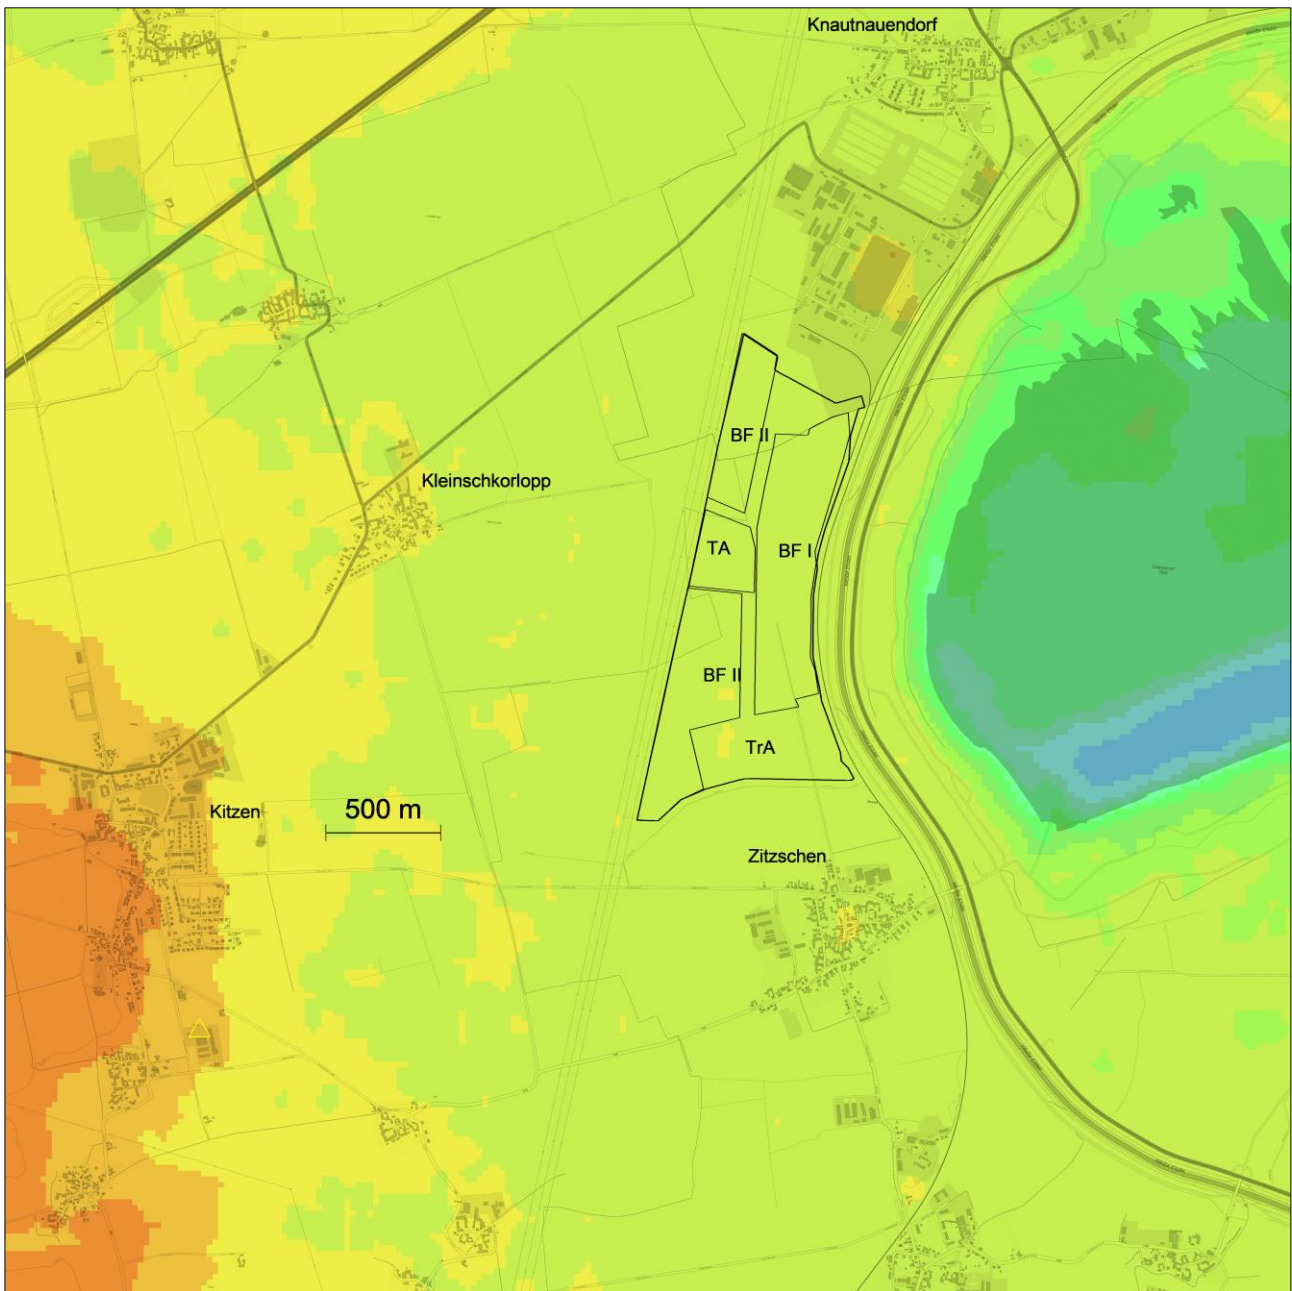 Knautnauendorf
BF II
Kleinschkorlopp
TA
BF I
BF II
TrA
Kitzen
500 m
Zitzschen